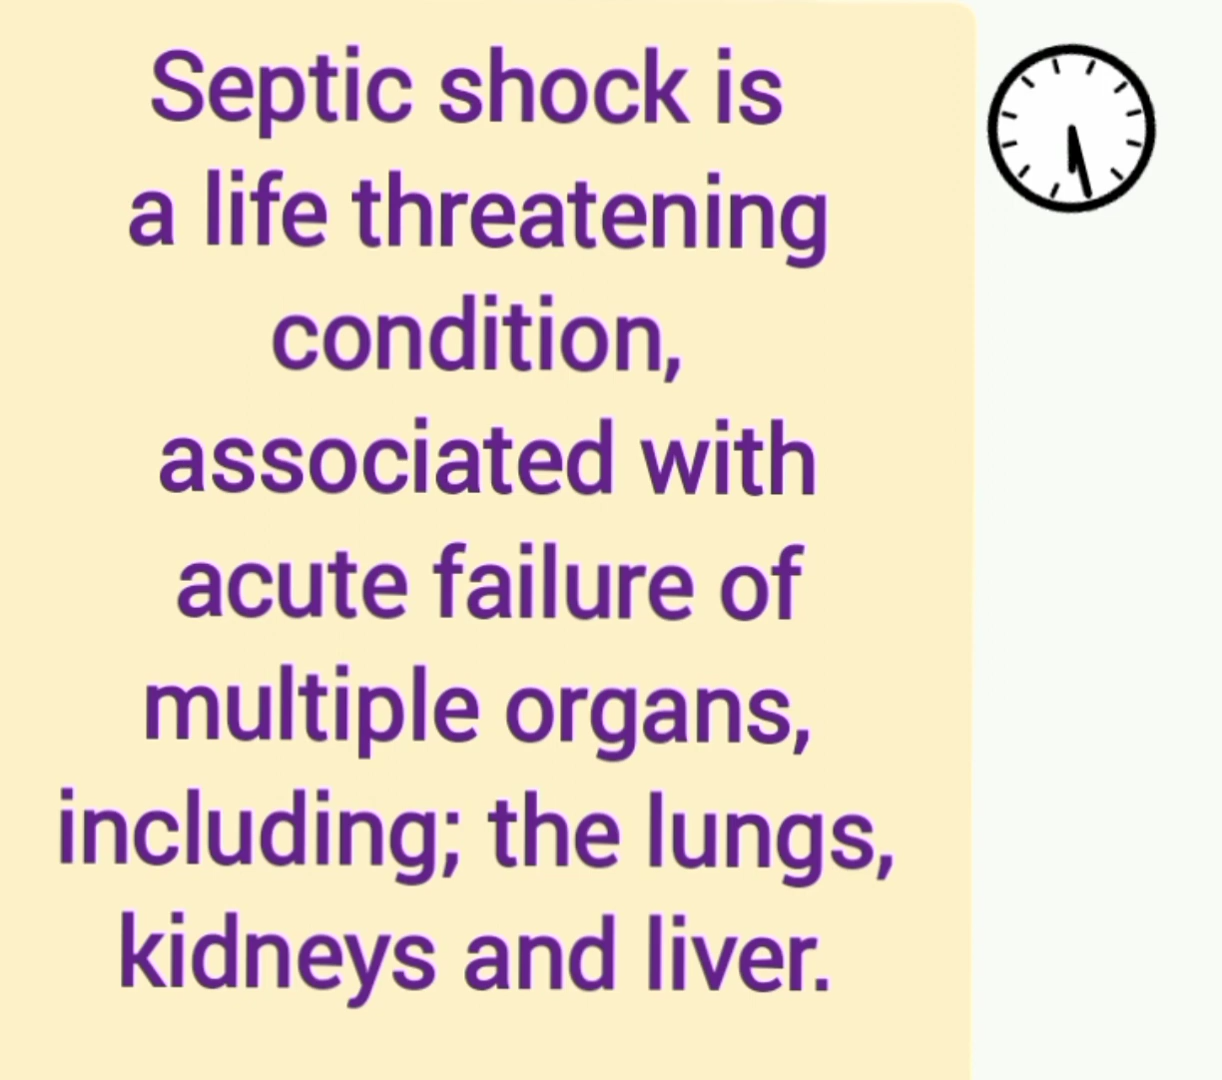 Septic shock is
a life threatening
condition,
associated with
acute failure of
multiple organs,
including; the lungs,
kidneys and liver.